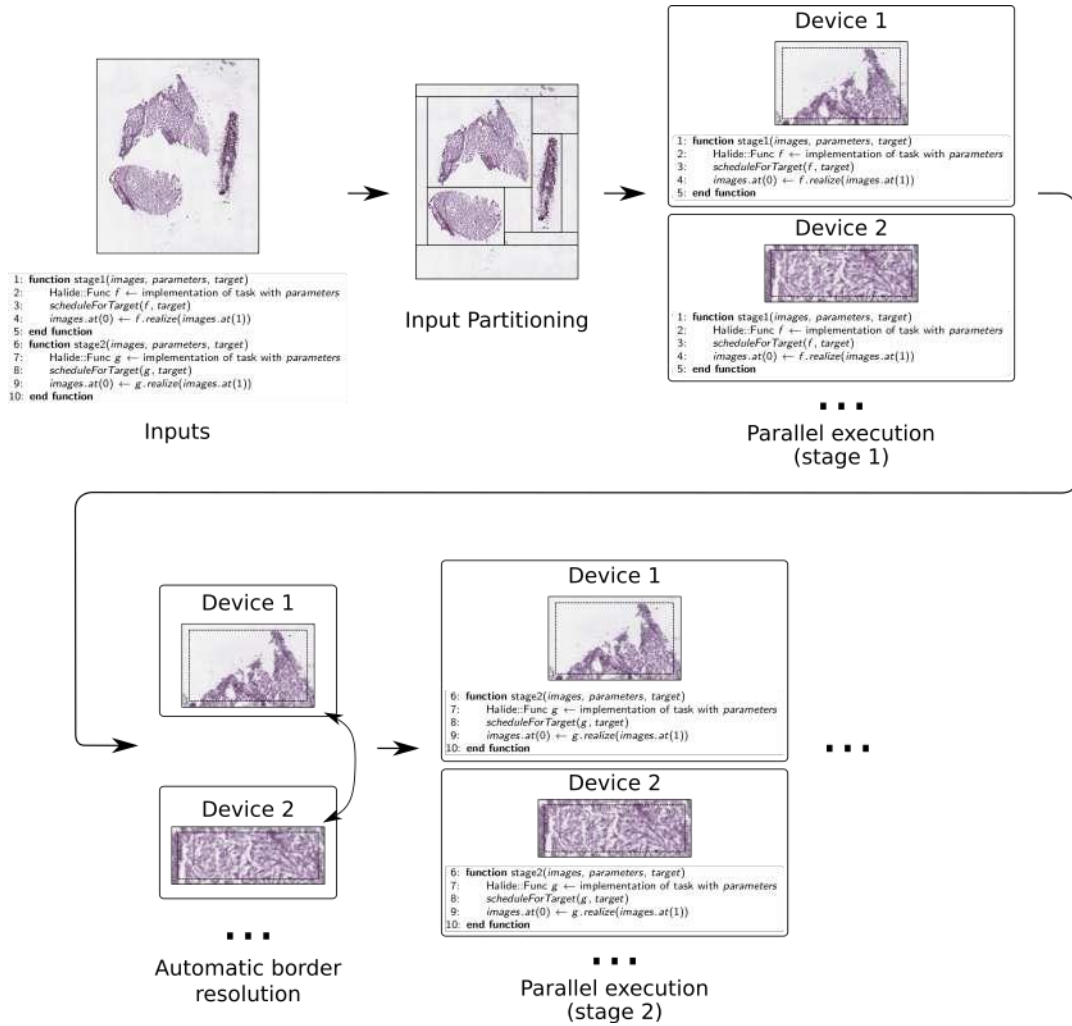 1: function stage1(images, parameters, target)
2: Halide::Func f ← implementation of task with parameters
3: scheduleForTarget(f, target)
4: images.at(0) ← f.realize(images.at(1))
5: end function
6: function stage2(images, parameters, target)
7: Halide::Func g ← implementation of task with parameters
8: scheduleForTarget(g, target)
9: images.at(0) ← g.realize(images.at(1))
10: end function
Inputs
Input Partitioning
Device 1
1: function stage1(images, parameters, target)
2: Halide::Func f ← implementation of task with parameters
3: scheduleForTarget(f, target)
4: images.at(0) ← f.realize(images.at(1))
5: end function
Device 2
1: function stage1(images, parameters, target)
2: Halide::Func f ← implementation of task with parameters
3: scheduleForTarget(f, target)
4: images.at(0) ← f.realize(images.at(1))
5: end function
...
Parallel execution
(stage 1)
Device 1
Device 2
...
Automatic border
resolution
Device 1
6: function stage2(images, parameters, target)
7: Halide::Func g ← implementation of task with parameters
8: scheduleForTarget(g, target)
9: images.at(0) ← g.realize(images.at(1))
10: end function
Device 2
6: function stage2(images, parameters, target)
7: Halide::Func g ← implementation of task with parameters
8: scheduleForTarget(g, target)
9: images.at(0) ← g.realize(images.at(1))
10: end function
...
Parallel execution
(stage 2)
...